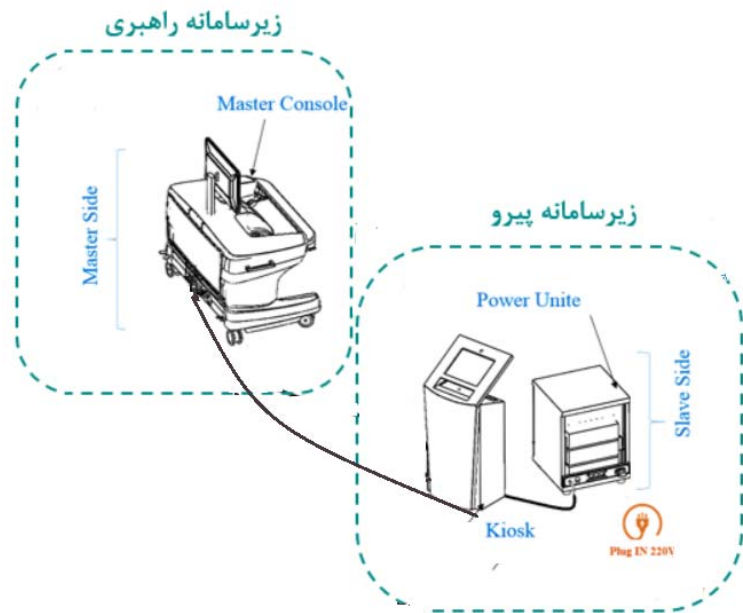 زیرسامانه راهبری
Master Console
Master Side
زیرسامانه پیرو
Power Unite
Slave Side
Kiosk
Plug IN 220V